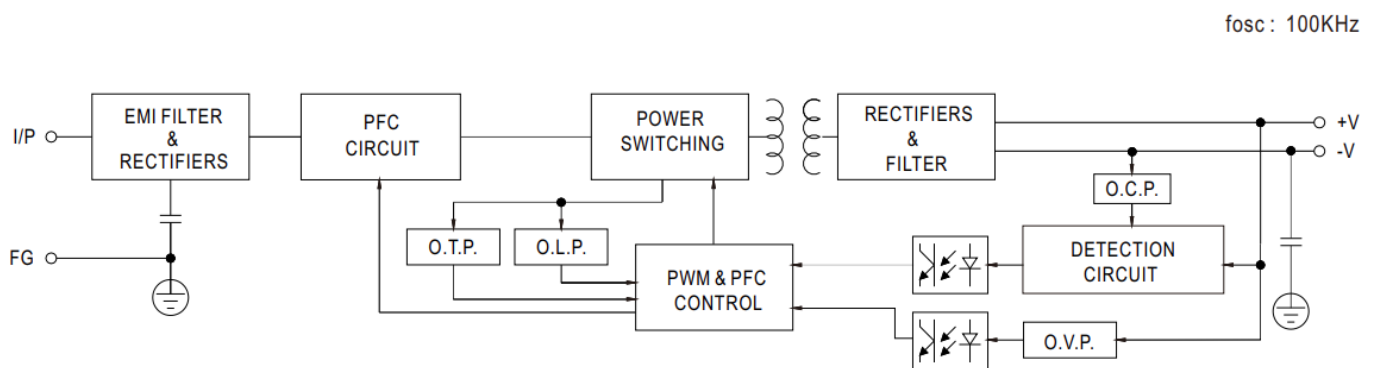 fosc : 100KHz
I/P
EMI FILTER
&
RECTIFIERS
PFC
CIRCUIT
POWER
SWITCHING
RECTIFIERS
&
FILTER
+V
-V
O.C.P.
FG
O.T.P.
O.L.P.
PWM & PFC
CONTROL
DETECTION
CIRCUIT
O.V.P.